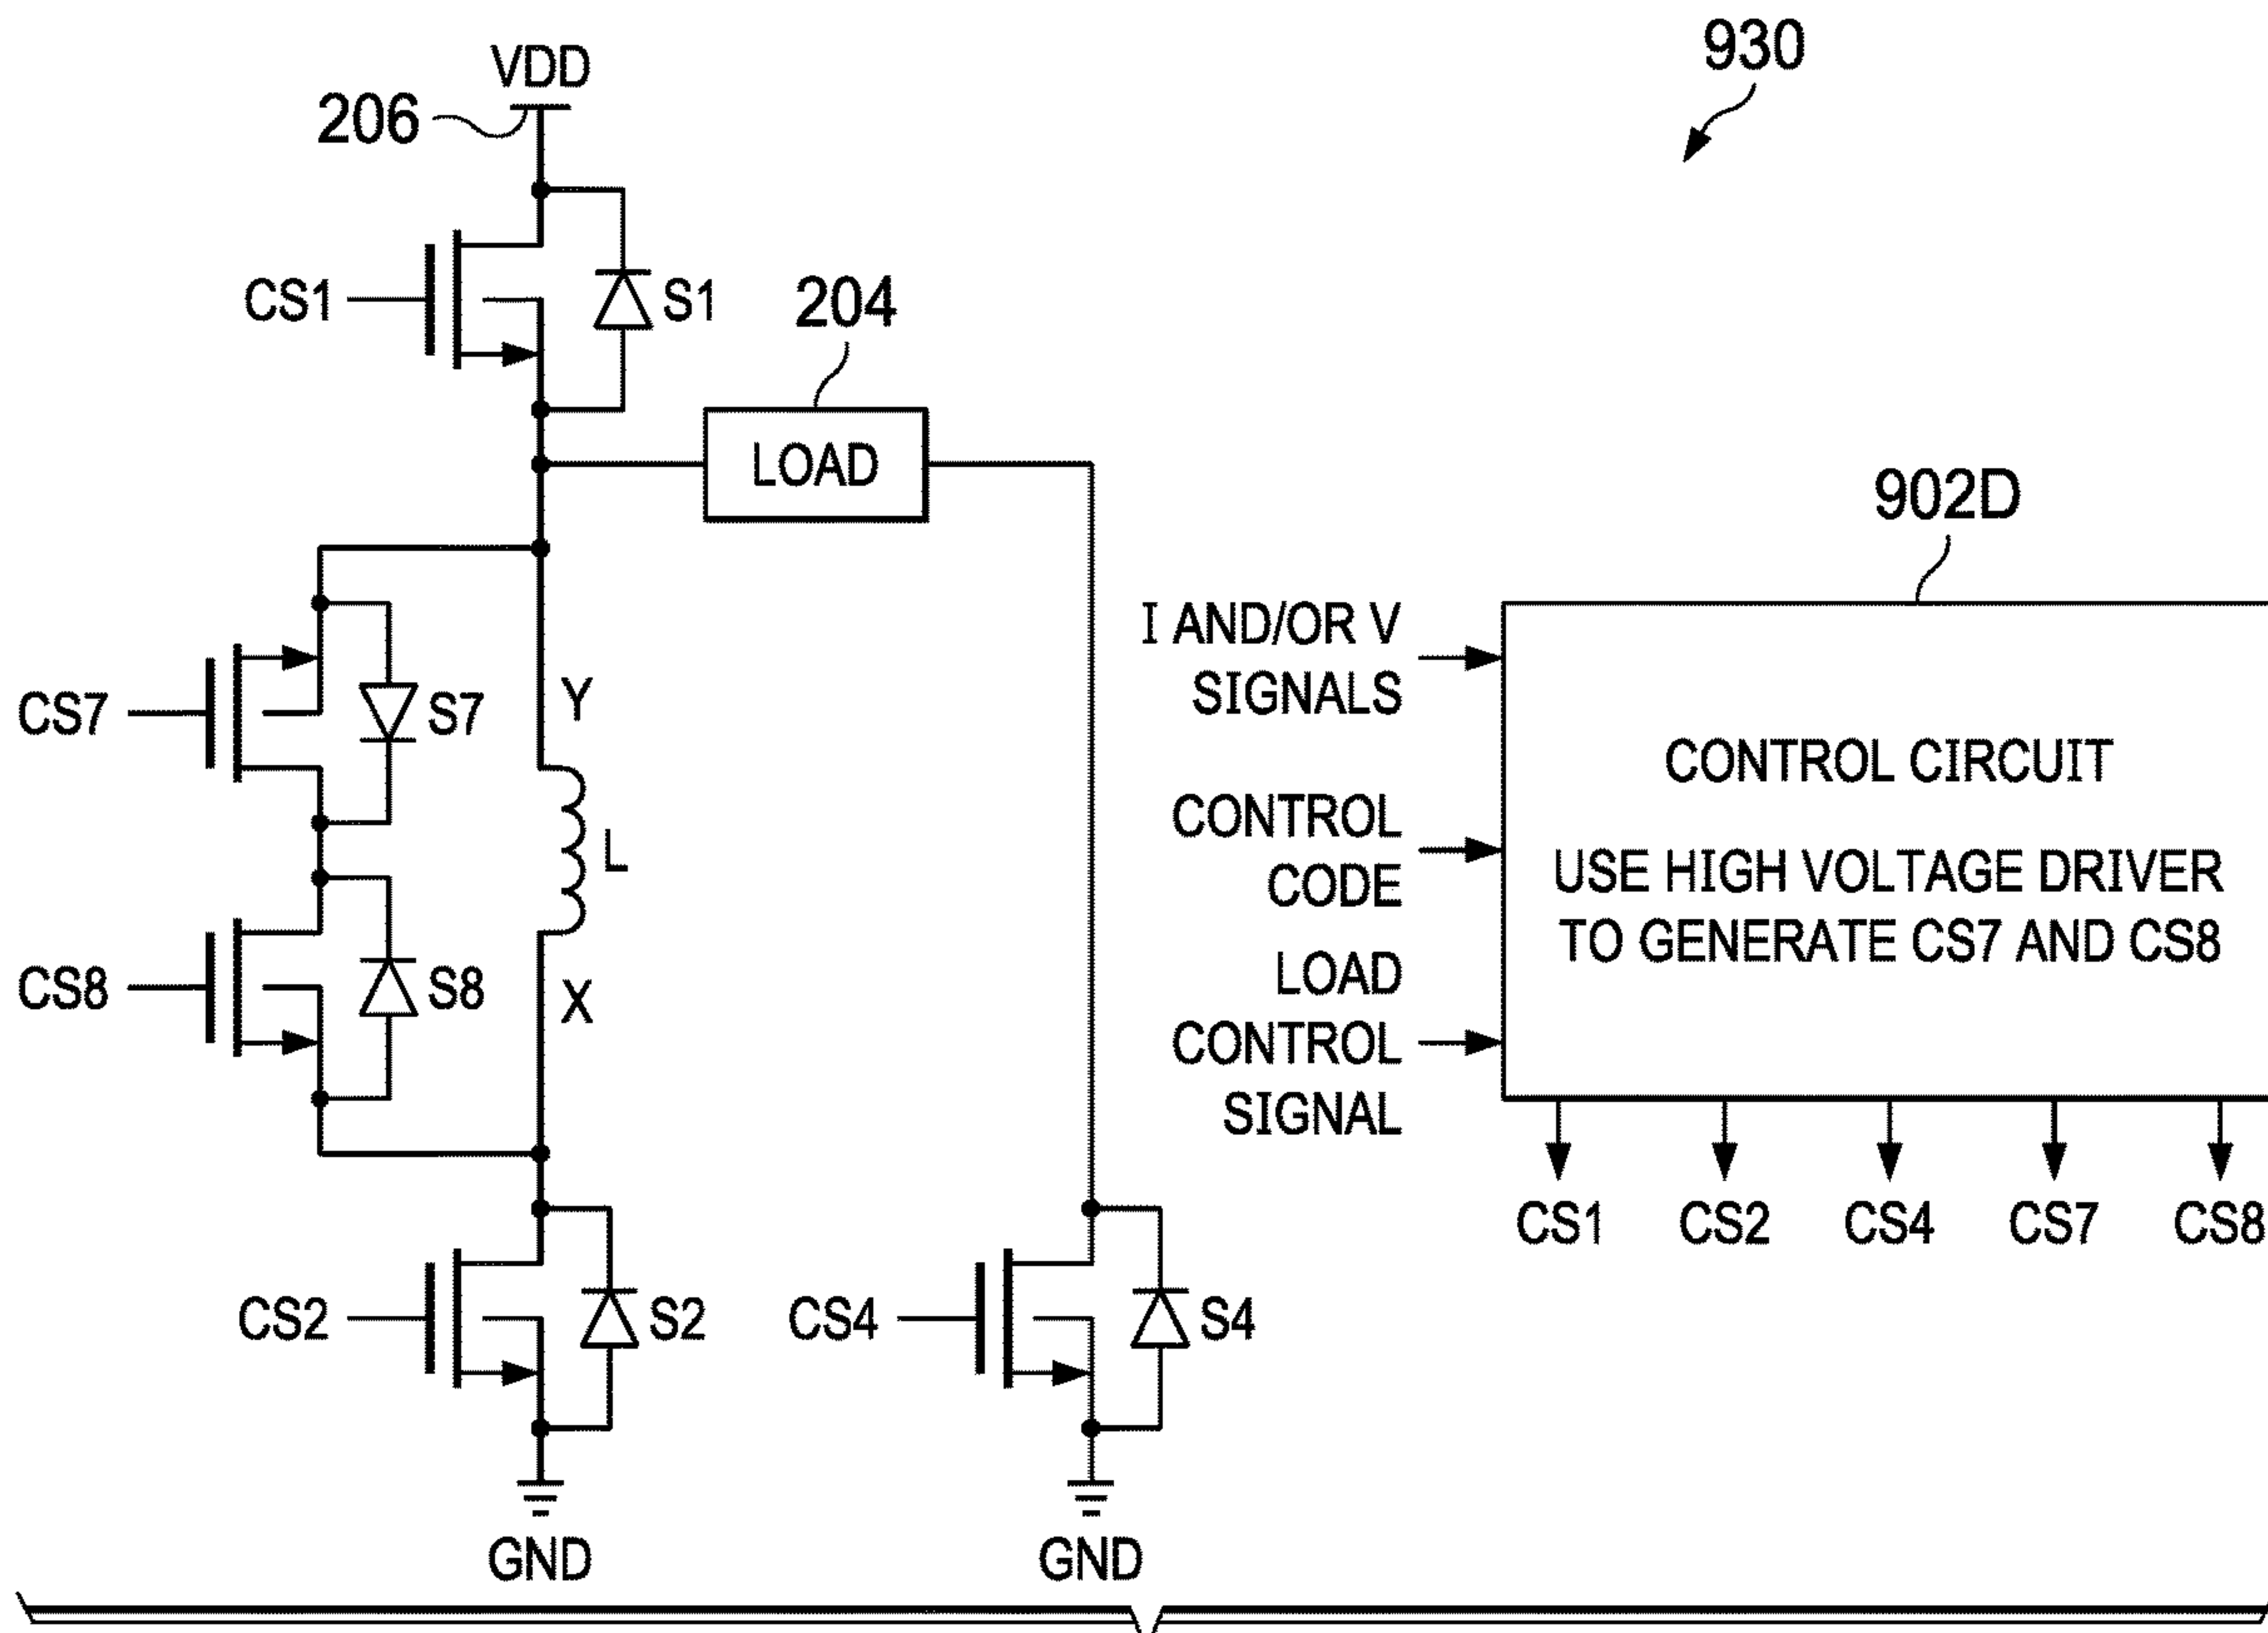 930
VDD
206
CS1
S1
204
LOAD
902D
I AND/OR V
SIGNALS
CS7
S7
Y
CONTROL CIRCUIT
CONTROL
CODE
L
USE HIGH VOLTAGE DRIVER
TO GENERATE CS7 AND CS8
CS8
S8
X
LOAD
CONTROL
SIGNAL
CS1
CS2
CS4
CS7
CS8
CS2
S2
CS4
S4
GND
GND